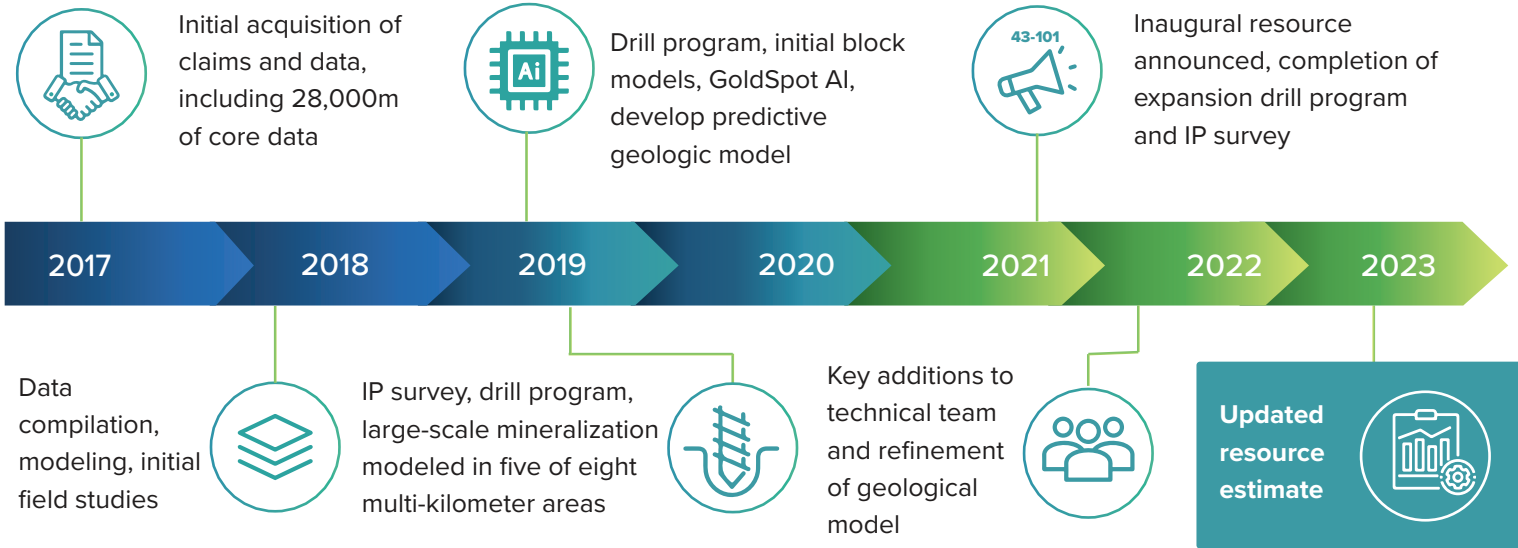 Initial acquisition of
claims and data,
including 28,000m
of core data
Ai
Drill program, initial block
models, GoldSpot AI,
develop predictive
geologic model
43-101
Inaugural resource
announced, completion of
expansion drill program
and IP survey
2017
2018
2019
2020
2021
2022
2023
Data
compilation,
modeling, initial
field studies
IP survey, drill program,
large-scale mineralization
modeled in five of eight
multi-kilometer areas
Key additions to
technical team
and refinement
of geological
model
Updated
resource
estimate